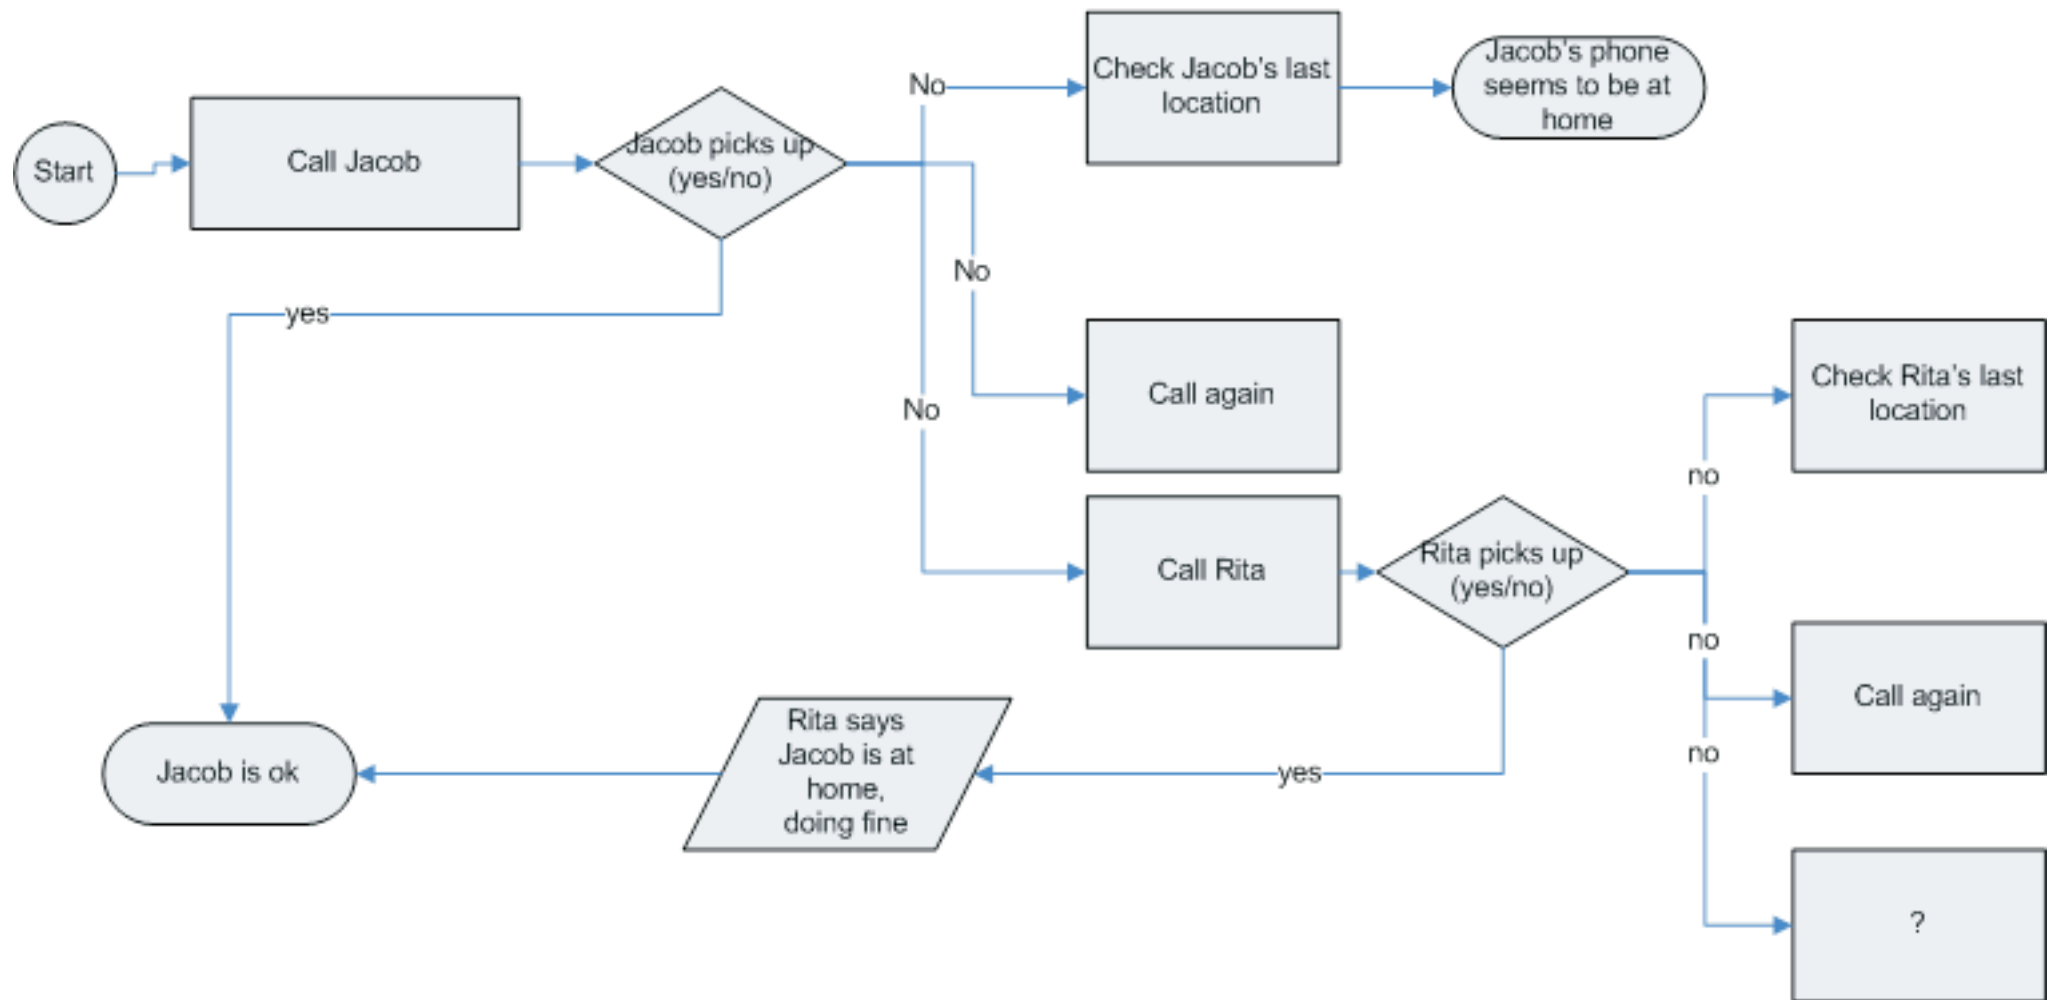 Start
Call Jacob
Jacob picks up
(yes/no)
No
Check Jacob's last
location
Jacob's phone
seems to be at
home
No
yes
Call again
No
Call Rita
Rita picks up
(yes/no)
no
Check Rita's last
location
no
Call again
no
?
yes
Rita says
Jacob is at
home,
doing fine
Jacob is ok